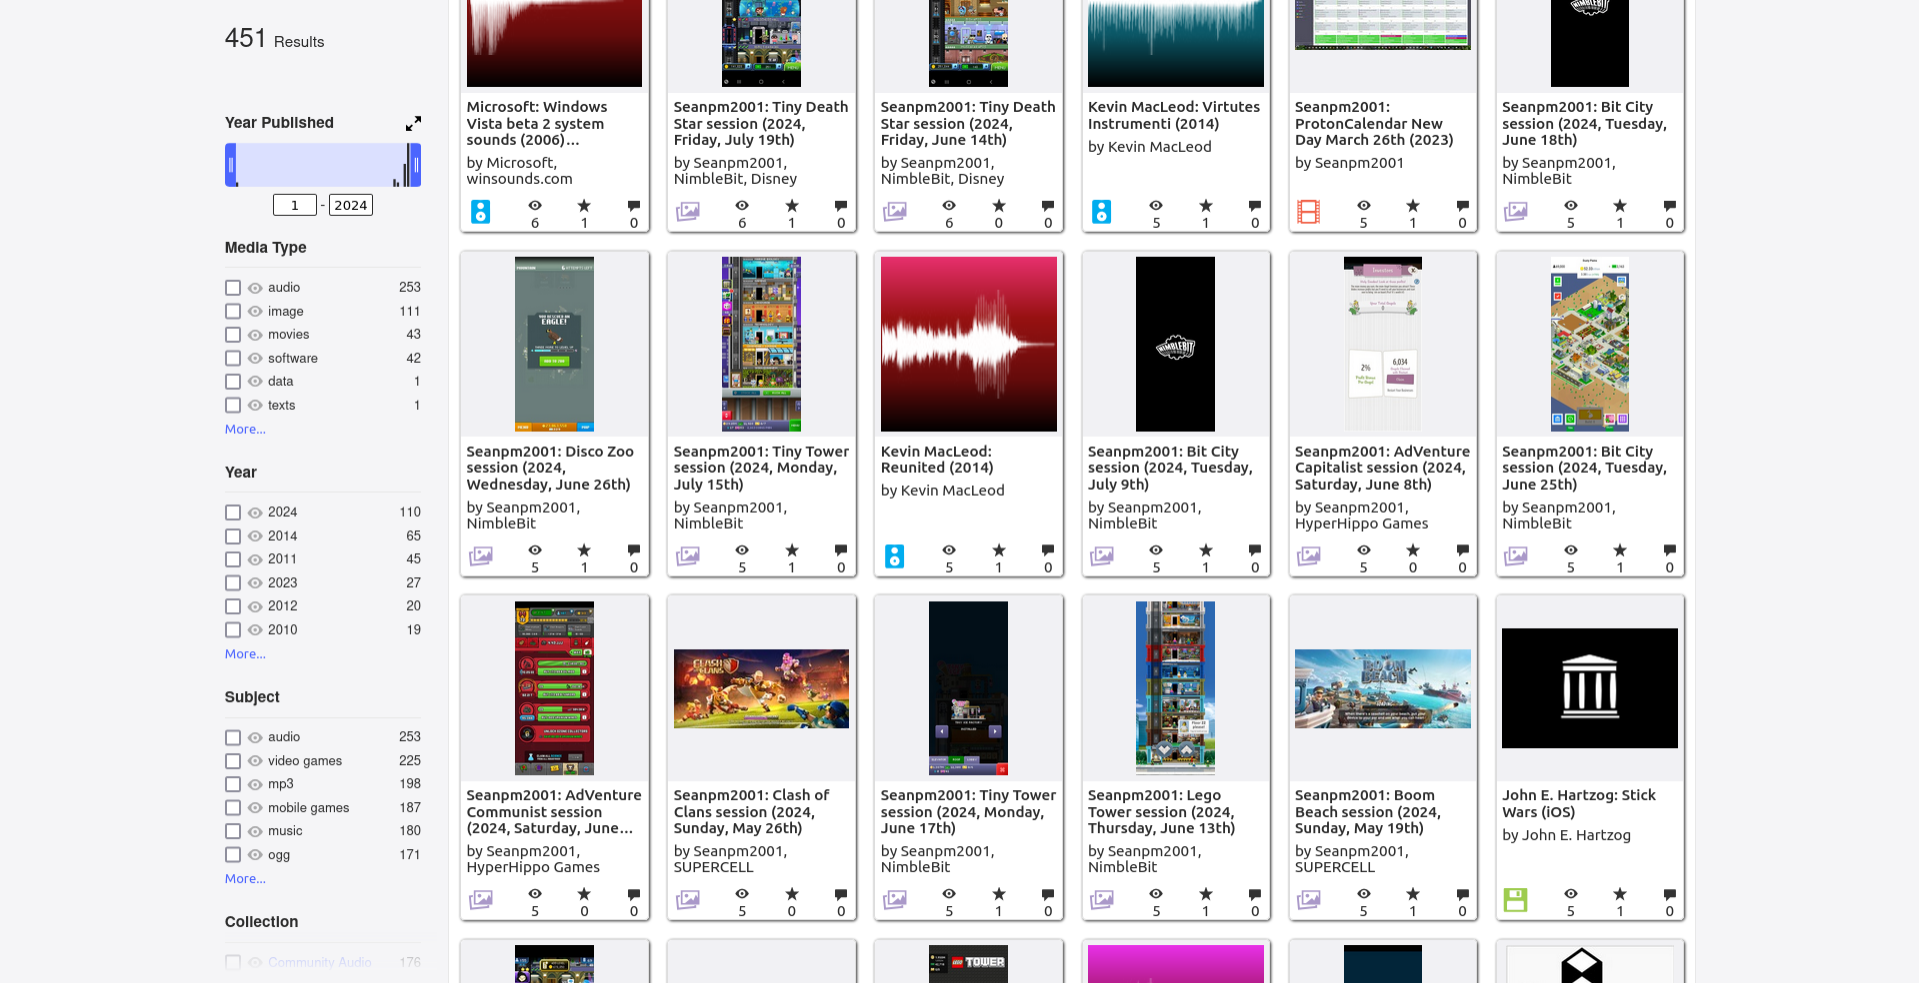 451 Results
Year Published
1 - 2024
Media Type
audio 253
image 111
movies 43
software 42
data 1
texts 1
More...
Year
2024 110
2014 65
2011 45
2023 27
2012 20
2010 19
More...
Subject
audio 253
video games 225
mp3 198
mobile games 187
music 180
ogg 171
More...
Collection
Community Audio 176
Microsoft: Windows
Vista beta 2 system
sounds (2006)...
by Microsoft,
winsounds.com
6 1 0
Seanpm2001: Tiny Death
Star session (2024,
Friday, July 19th)
by Seanpm2001,
NimbleBit, Disney
6 1 0
Seanpm2001: Tiny Death
Star session (2024,
Friday, June 14th)
by Seanpm2001,
NimbleBit, Disney
6 0 0
Kevin MacLeod: Virtutes
Instrumenti (2014)
by Kevin MacLeod
5 1 0
Seanpm2001:
ProtonCalendar New
Day March 26th (2023)
by Seanpm2001
5 1 0
NIMBLEBIT
Seanpm2001: Bit City
session (2024, Tuesday,
June 18th)
by Seanpm2001,
NimbleBit
5 1 0
EAGLE!
Seanpm2001: Disco Zoo
session (2024,
Wednesday, June 26th)
by Seanpm2001,
NimbleBit
5 1 0
Seanpm2001: Tiny Tower
session (2024, Monday,
July 15th)
by Seanpm2001,
NimbleBit
5 1 0
Kevin MacLeod:
Reunited (2014)
by Kevin MacLeod
5 1 0
NIMBLEBIT
Seanpm2001: Bit City
session (2024, Tuesday,
July 9th)
by Seanpm2001,
NimbleBit
5 1 0
2%
6,034
Seanpm2001: AdVenture
Capitalist session (2024,
Saturday, June 8th)
by Seanpm2001,
HyperHippo Games
5 0 0
Seanpm2001: Bit City
session (2024, Tuesday,
June 25th)
by Seanpm2001,
NimbleBit
5 1 0
Seanpm2001: AdVenture
Communist session
(2024, Saturday, June...
by Seanpm2001,
HyperHippo Games
5 0 0
CLASH OF CLANS
Seanpm2001: Clash of
Clans session (2024,
Sunday, May 26th)
by Seanpm2001,
SUPERCELL
5 0 0
Seanpm2001: Tiny Tower
session (2024, Monday,
June 17th)
by Seanpm2001,
NimbleBit
5 1 0
Seanpm2001: Lego
Tower session (2024,
Thursday, June 13th)
by Seanpm2001,
NimbleBit
5 1 0
BOOM BEACH
Seanpm2001: Boom
Beach session (2024,
Sunday, May 19th)
by Seanpm2001,
SUPERCELL
5 1 0
John E. Hartzog: Stick
Wars (iOS)
by John E. Hartzog
5 1 0
LEGO TOWER